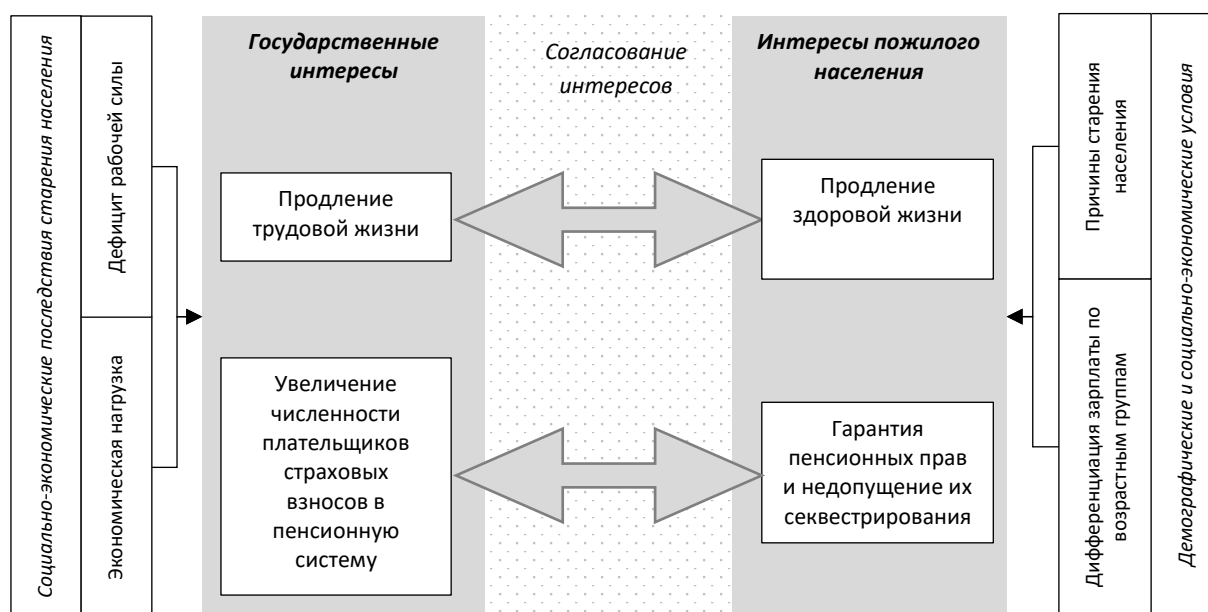 Социально-экономические последствия старения населения
Дефицит рабочей силы
Экономическая нагрузка
Государственные
интересы
Продление
трудовой жизни
Увеличение
численности
плательщиков
страховых
взносов в
пенсионную
систему
Согласование
интересов
Интересы пожилого
населения
Продление
здоровой жизни
Гарантия
пенсионных прав
и недопущение их
секвестрирования
Причины старения
населения
Дифференциация зарплаты по
возрастным группам
Демографические и социально-экономические условия